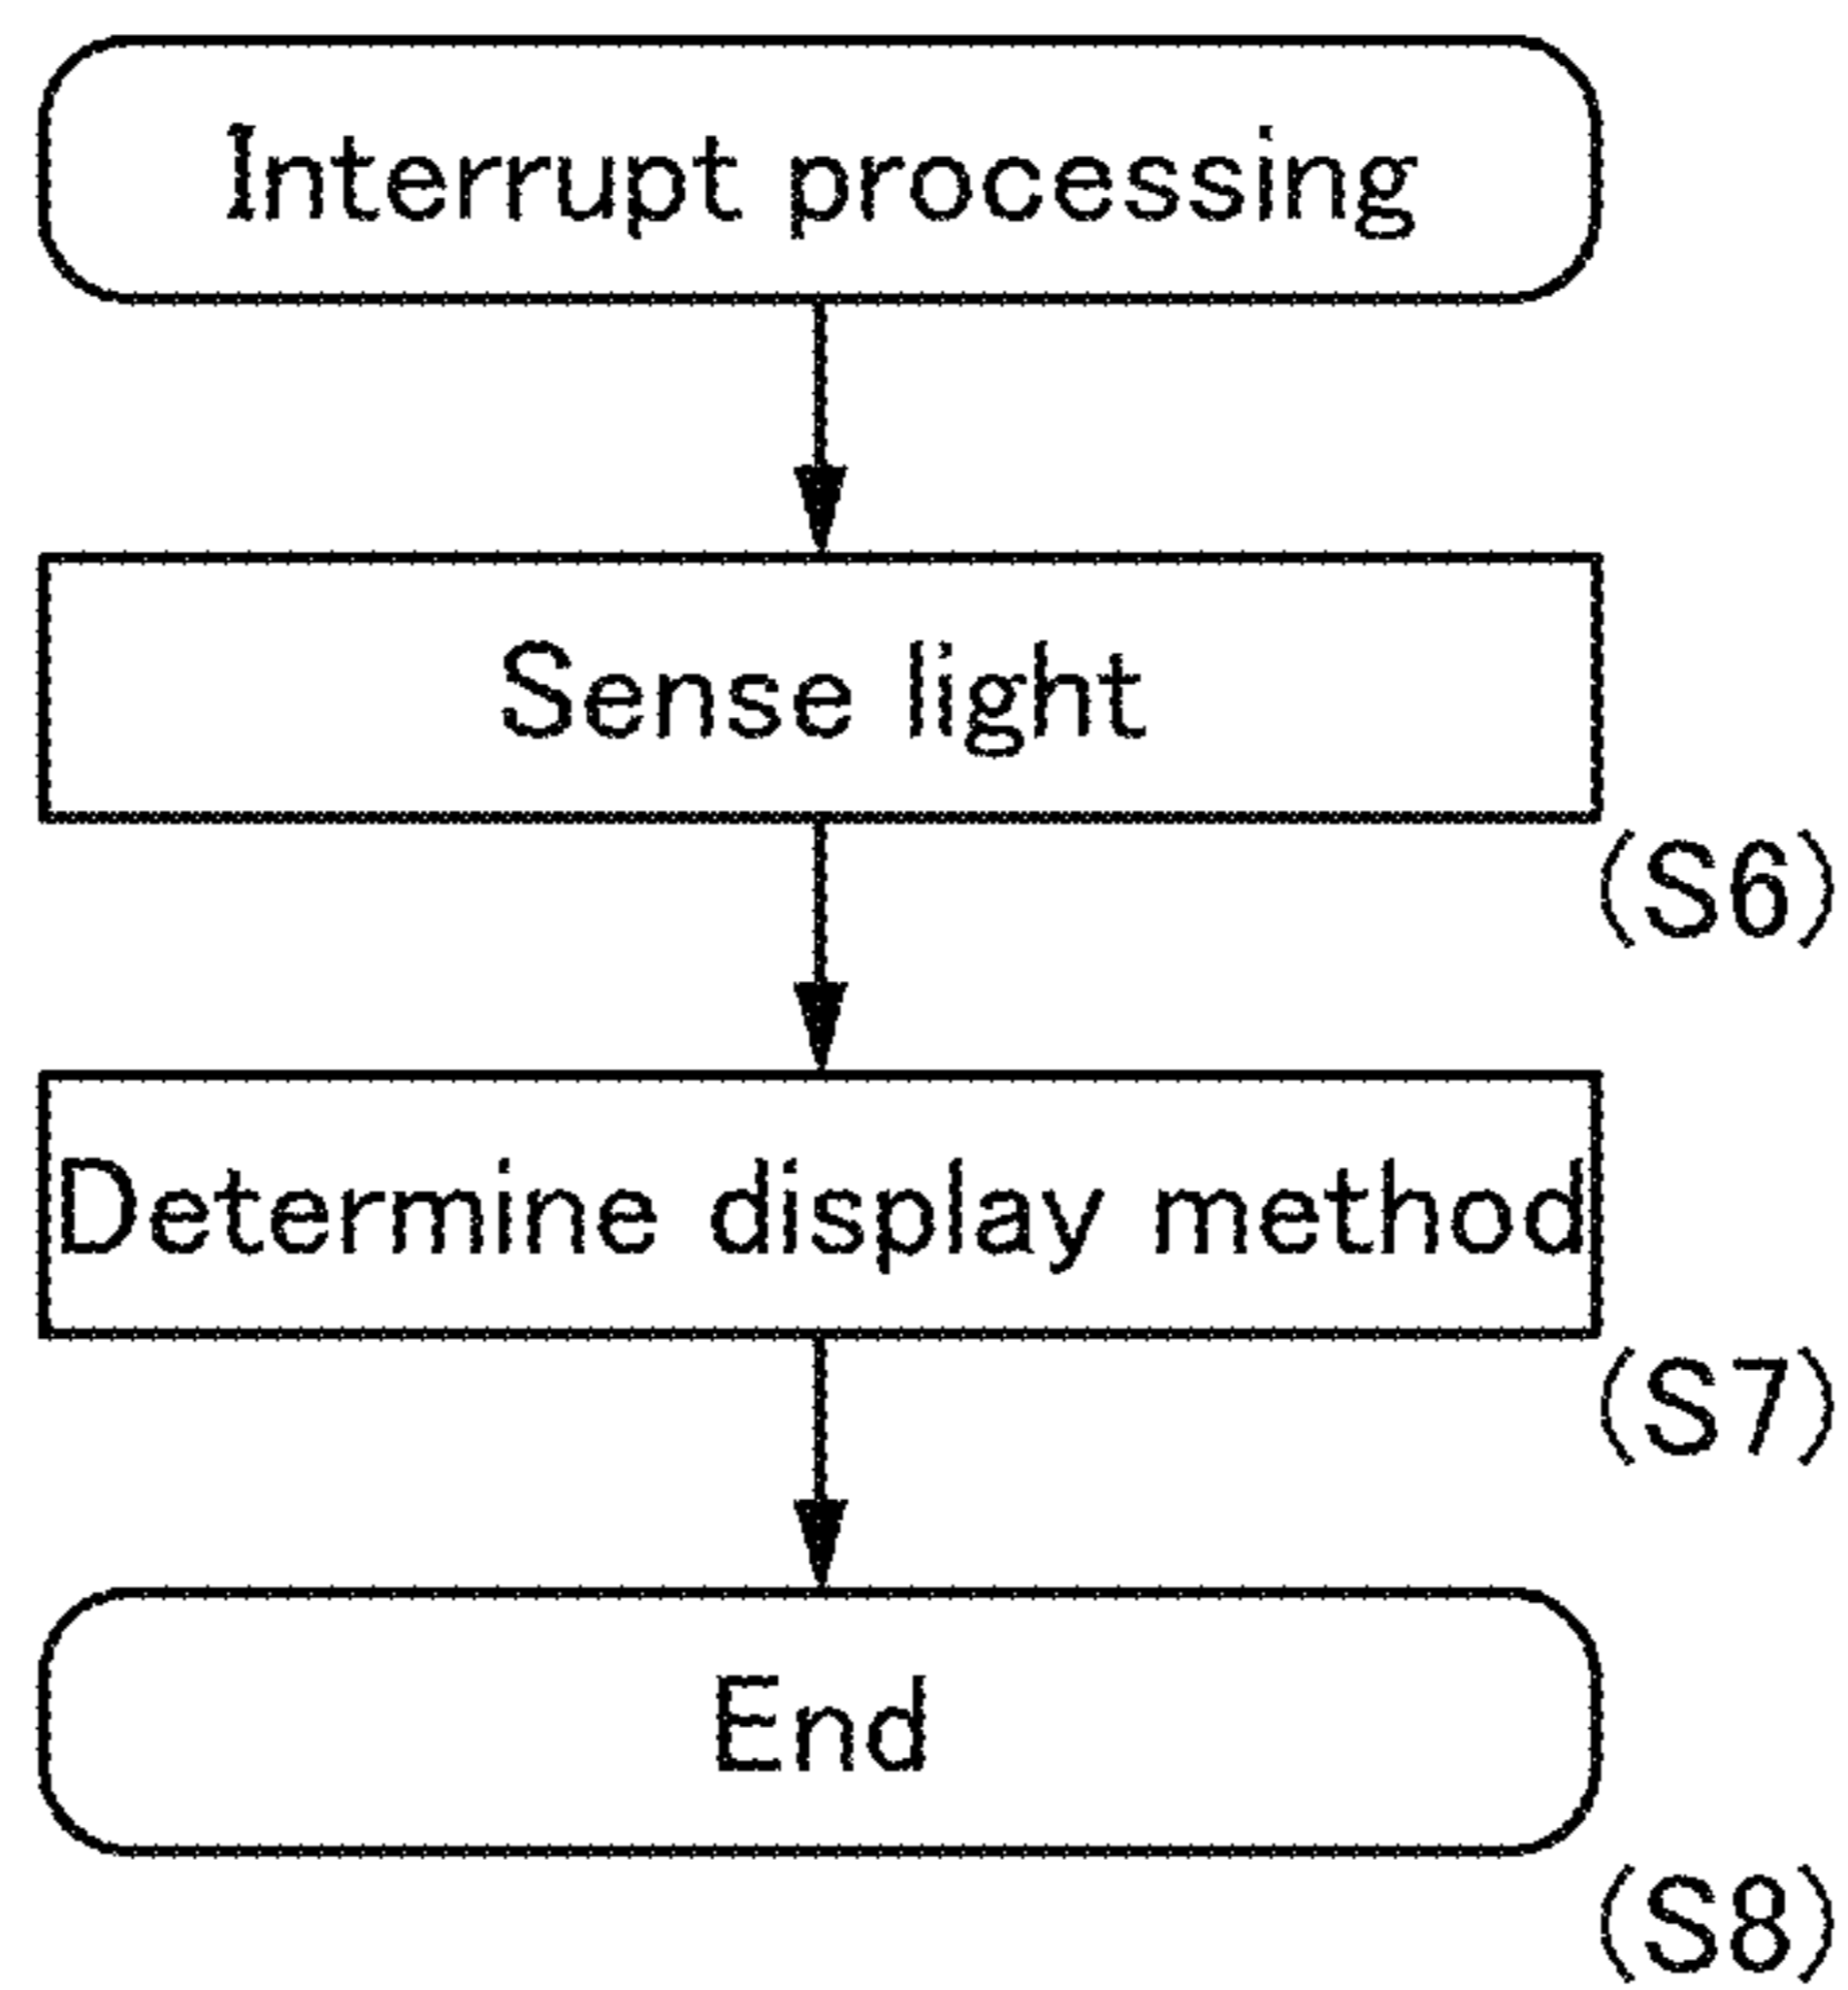 Interrupt processing
Sense light
(S6)
Determine display method
(S7)
End
(S8)